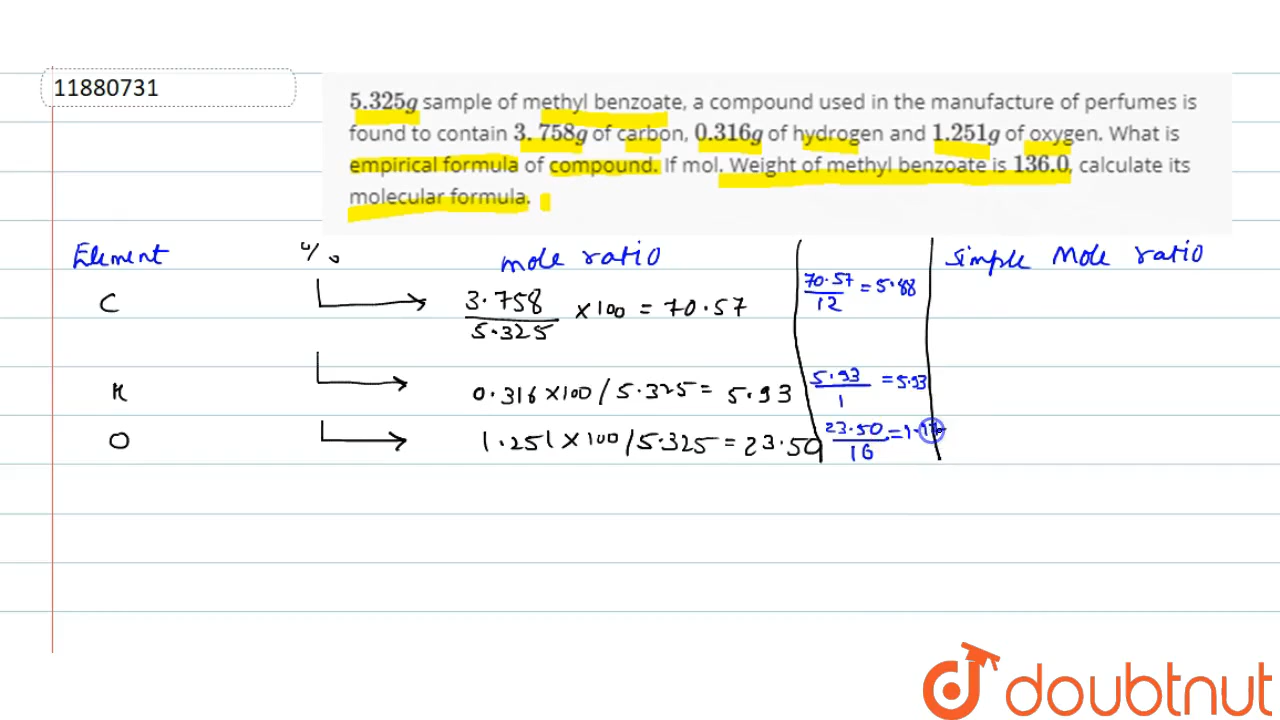 11880731
5.325g sample of methyl benzoate, a compound used in the manufacture of perfumes is
found to contain 3. 758g of carbon, 0.316g of hydrogen and 1.251g of oxygen. What is
empirical formula of compound. If mol. Weight of methyl benzoate is 136.0, calculate its
molecular formula.
Element % mole ratio simple Mole ratio
C 3.758/5.325 × 100 = 70.57 70.57/12 = 5.88
H 0.316 × 100 / 5.325 = 5.93 5.93/1 = 5.93
O 1.251 × 100 / 5.325 = 23.50 23.50/16 =
doubtnut